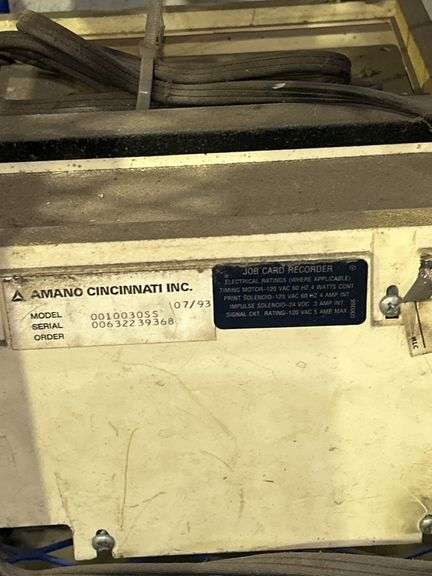 AMANO CINCINNATI INC.
07/93
MODEL 0010030SS
SERIAL 00632239368
ORDER
JOB CARD RECORDER
ELECTRICAL RATINGS (WHERE APPLICABLE)
TIMING MOTOR-120 VAC 60 HZ 4 WATTS CONT
PRINT SOLENOID-120 VAC 60 HZ 4 AMP INT
IMPULSE SOLENOID-24 VDC .3 AMP INT.
SIGNAL CKT. RATING-120 VAC 5 AMP MAX.